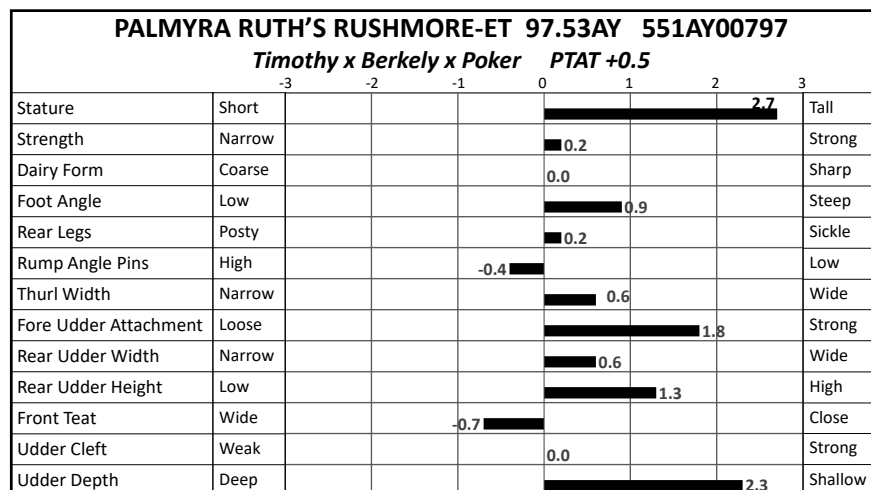 PALMYRA RUTH’S RUSHMORE-ET 97.53AY 551AY00797
Timothy x Berkely x Poker PTAT +0.5
-3 -2 -1 0 1 2 3
Stature Short 2.7 Tall
Strength Narrow 0.2 Strong
Dairy Form Coarse 0.0 Sharp
Foot Angle Low 0.9 Steep
Rear Legs Posty 0.2 Sickle
Rump Angle Pins High -0.4 Low
Thurl Width Narrow 0.6 Wide
Fore Udder Attachment Loose 1.8 Strong
Rear Udder Width Narrow 0.6 Wide
Rear Udder Height Low 1.3 High
Front Teat Wide -0.7 Close
Udder Cleft Weak 0.0 Strong
Udder Depth Deep 2.3 Shallow